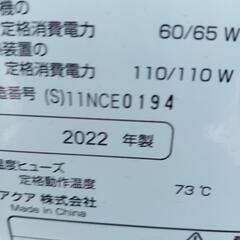 機の
定格消費電力 60/65 W
装置の
定格消費電力 110/110 W
造番号 (S)11NCE0194
2022 年製
温度ヒューズ
定格動作温度 73℃
アクア 株式会社
Made in China